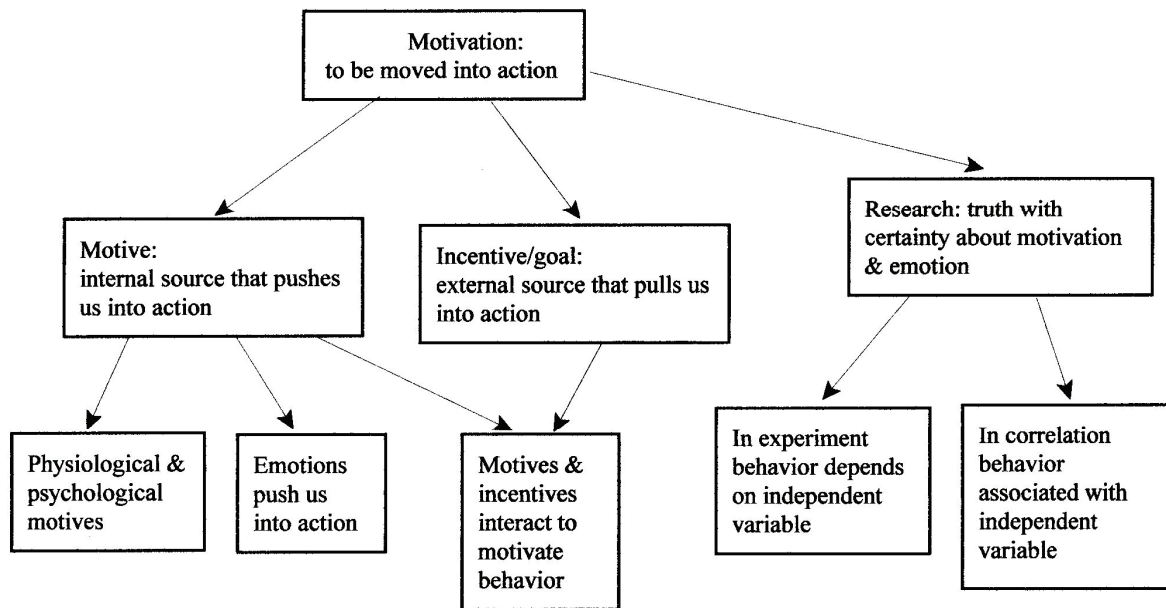 Motivation:
to be moved into action
Motive:
internal source that pushes
us into action
Incentive/goal:
external source that pulls us
into action
Research: truth with
certainty about motivation
& emotion
Physiological &
psychological
motives
Emotions
push us
into action
Motives &
incentives
interact to
motivate
behavior
In experiment
behavior depends
on independent
variable
In correlation
behavior
associated with
independent
variable